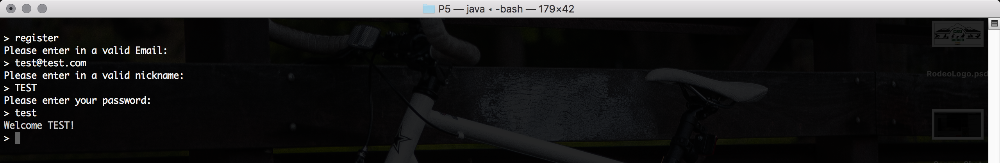 P5 — java ◂ -bash — 179×42
> register
Please enter in a valid Email:
> test@test.com
Please enter in a valid nickname:
> TEST
Please enter your password:
> test
Welcome TEST!
>
CSU
RODEO
RodeoLogo.psd